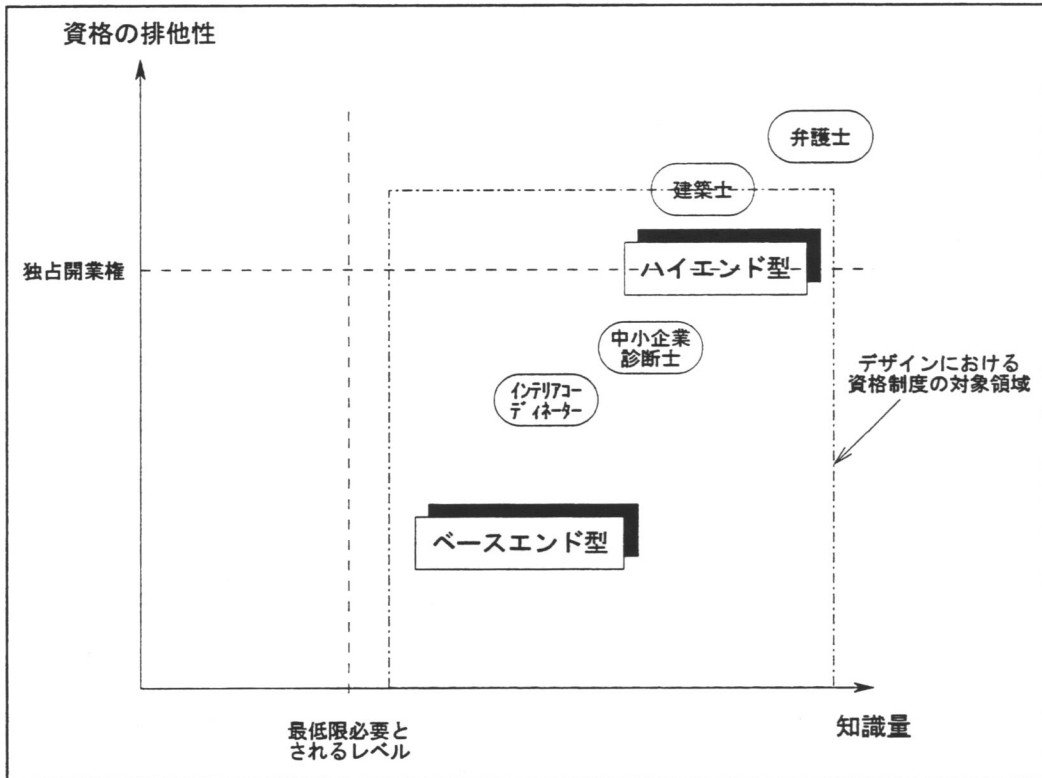 資格の排他性
弁護士
建築士
独占開業権
ハイエンド型
中小企業
診断士
デザインにおける
資格制度の対象領域
インテリアコー
ディネーター
ベースエンド型
最低限必要と
されるレベル
知識量